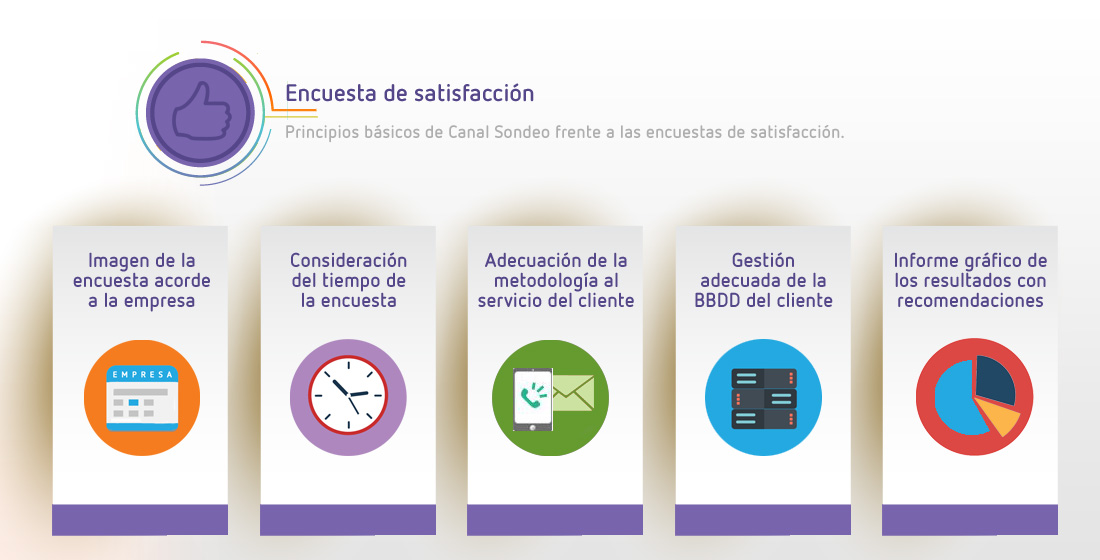 Encuesta de satisfacción
Principios básicos de Canal Sondeo frente a las encuestas de satisfacción.
Imagen de la
encuesta acorde
a la empresa
Consideración
del tiempo de
la encuesta
Adecuación de la
metodología al
servicio del cliente
Gestión
adecuada de la
BBDD del cliente
Informe gráfico de
los resultados con
recomendaciones
EMPRESA